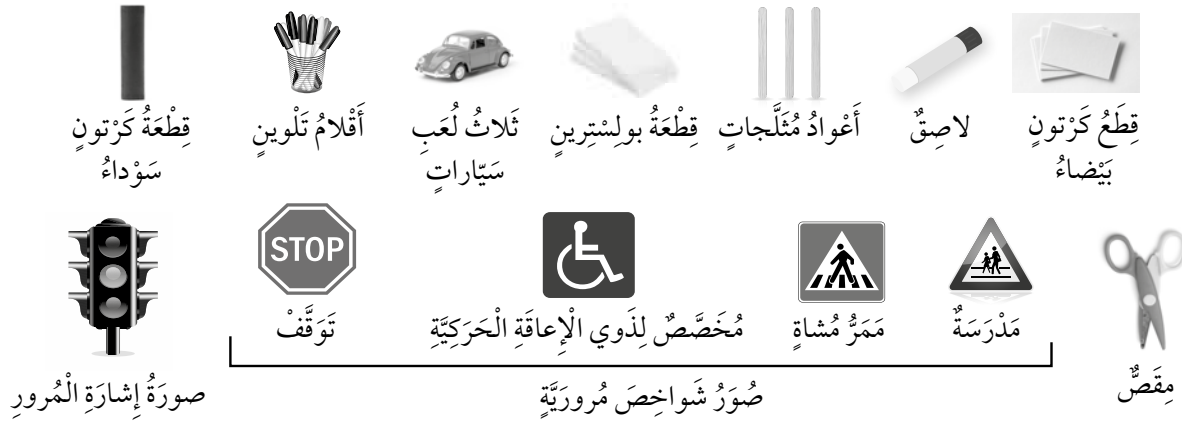 قِطَعُ كَرْتونٍ
بَيْضاءُ
لاصِقٌ
أَعْوادُ مُثَلَّجاتٍ
قِطْعَةُ بولِسْتِرينٍ
ثَلاثُ لُعَبِ
سَيّاراتٍ
أَقْلامُ تَلْوينٍ
قِطْعَةُ كَرْتونٍ
سَوْداءُ
مِقَصٌّ
مَدْرَسَةٌ
مَمَرُّ مُشاةٍ
مُخَصَّصٌ لِذَوي الْإِعاقَةِ الْحَرَكِيَّةِ
STOP
تَوَقَّفْ
صُوَرُ شَواخِصَ مُرورَيَّةٍ
صورَةُ إِشارَةِ الْمُرورِ